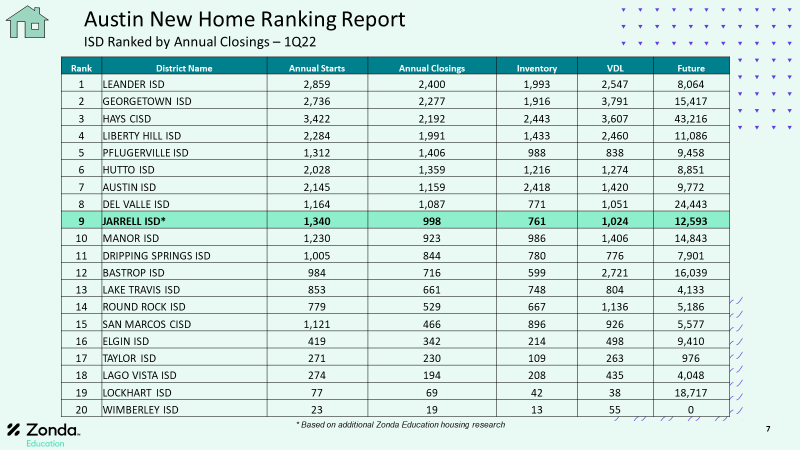 Austin New Home Ranking Report
ISD Ranked by Annual Closings – 1Q22
Rank District Name Annual Starts Annual Closings Inventory VDL Future
1 LEANDER ISD 2,859 2,400 1,993 2,547 8,064
2 GEORGETOWN ISD 2,736 2,277 1,916 3,791 15,417
3 HAYS CISD 3,422 2,192 2,443 3,607 43,216
4 LIBERTY HILL ISD 2,284 1,991 1,433 2,460 11,086
5 PFLUGERVILLE ISD 1,312 1,406 988 838 9,458
6 HUTTO ISD 2,028 1,359 1,216 1,274 8,851
7 AUSTIN ISD 2,145 1,159 2,418 1,420 9,772
8 DEL VALLE ISD 1,164 1,087 771 1,051 24,443
9 JARRELL ISD* 1,340 998 761 1,024 12,593
10 MANOR ISD 1,230 923 986 1,406 14,843
11 DRIPPING SPRINGS ISD 1,005 844 780 776 7,901
12 BASTROP ISD 984 716 599 2,721 16,039
13 LAKE TRAVIS ISD 853 661 748 804 4,133
14 ROUND ROCK ISD 779 529 667 1,136 5,186
15 SAN MARCOS CISD 1,121 466 896 926 5,577
16 ELGIN ISD 419 342 214 498 9,410
17 TAYLOR ISD 271 230 109 263 976
18 LAGO VISTA ISD 274 194 208 435 4,048
19 LOCKHART ISD 77 69 42 38 18,717
20 WIMBERLEY ISD 23 19 13 55 0
* Based on additional Zonda Education housing research
Zonda
Education
7